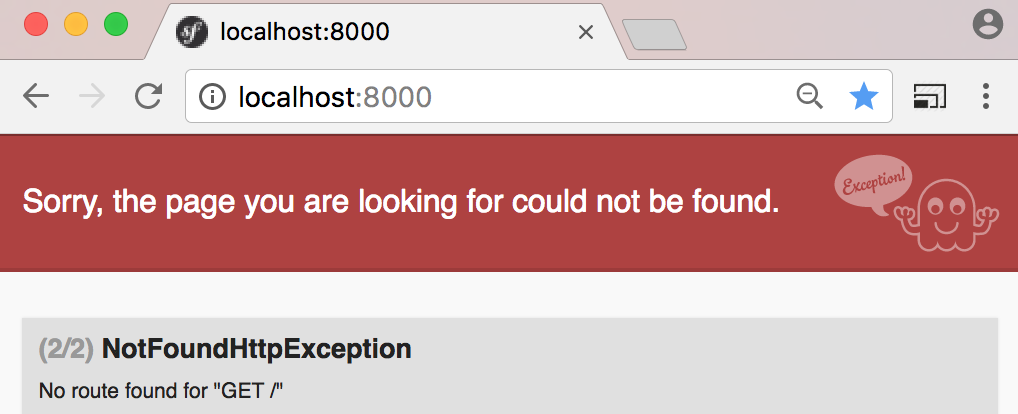 sf localhost:8000
localhost:8000
Sorry, the page you are looking for could not be found.
Exception!
(2/2) NotFoundHttpException
No route found for "GET /"